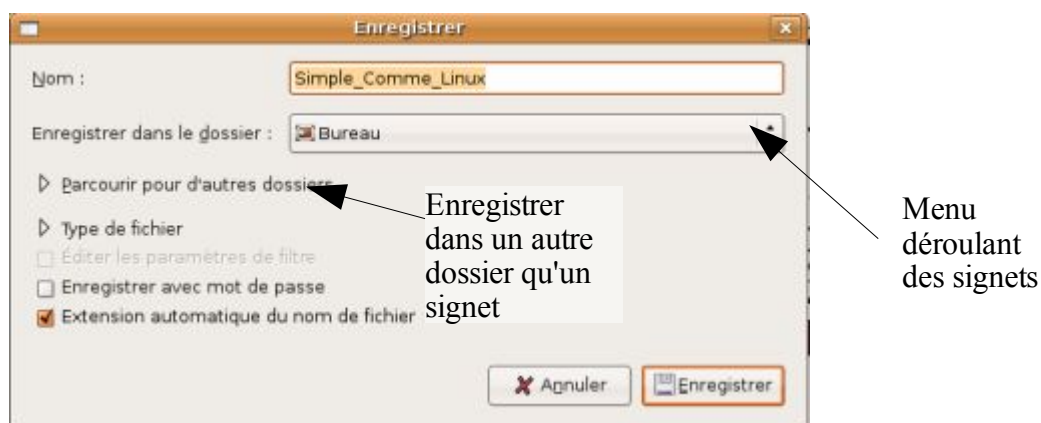 Enregistrer
Nom :
Simple_Comme_Linux
Enregistrer dans le dossier :
Bureau
Parcourir pour d'autres dossiers
Type de fichier
Éditer les paramètres de filtre
Enregistrer avec mot de passe
Extension automatique du nom de fichier
Annuler
Enregistrer
Enregistrer
dans un autre
dossier qu'un
signet
Menu
déroulant
des signets